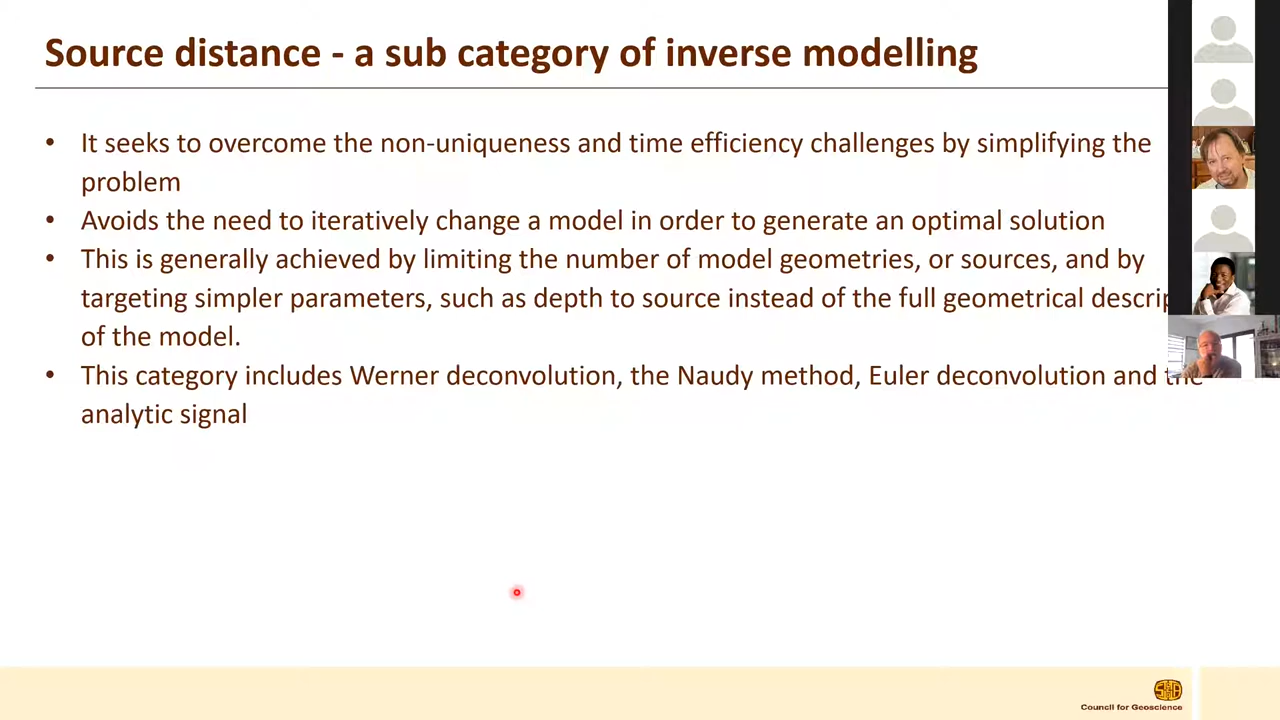 Source distance - a sub category of inverse modelling
• It seeks to overcome the non-uniqueness and time efficiency challenges by simplifying the
problem
• Avoids the need to iteratively change a model in order to generate an optimal solution
• This is generally achieved by limiting the number of model geometries, or sources, and by
targeting simpler parameters, such as depth to source instead of the full geometrical
of the model.
• This category includes Werner deconvolution, the Naudy method, Euler deconvolution and the
analytic signal
Council for Geoscience